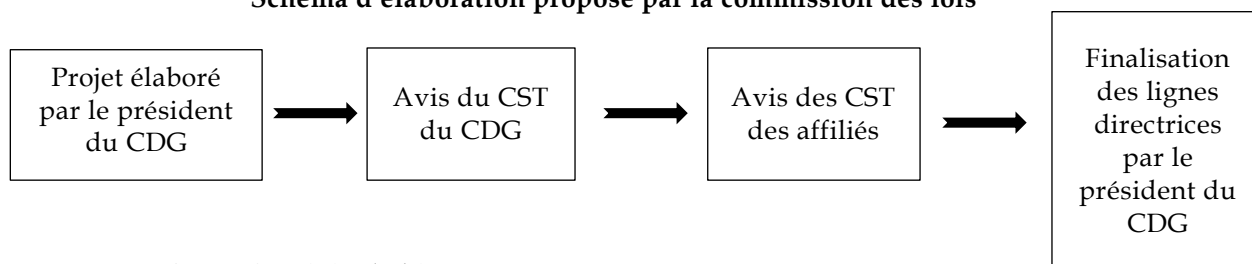 Schéma d'élaboration proposé par la commission des lois
Projet élaboré
par le président
du CDG
Avis du CST
du CDG
Avis des CST
des affiliés
Finalisation
des lignes
directrices
par le
président du
CDG